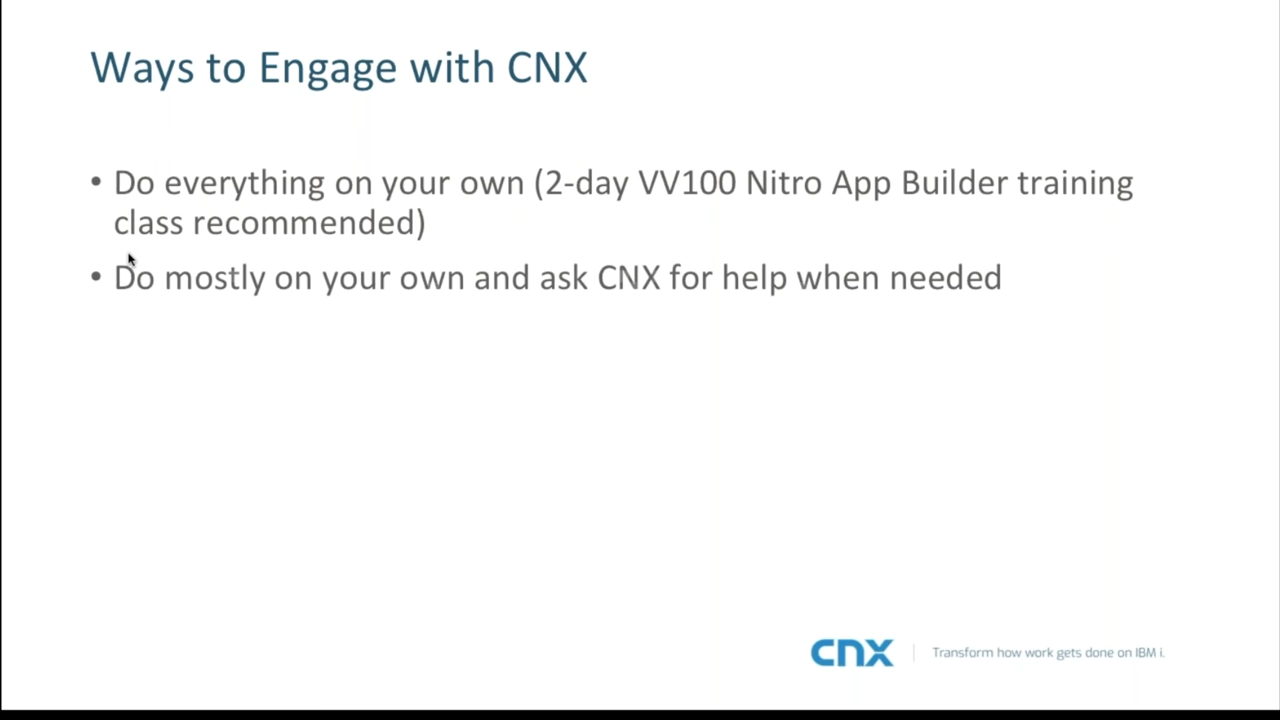 Ways to Engage with CNX
• Do everything on your own (2-day VV100 Nitro App Builder training
class recommended)
• Do mostly on your own and ask CNX for help when needed
cnx
Transform how work gets done on IBM i.